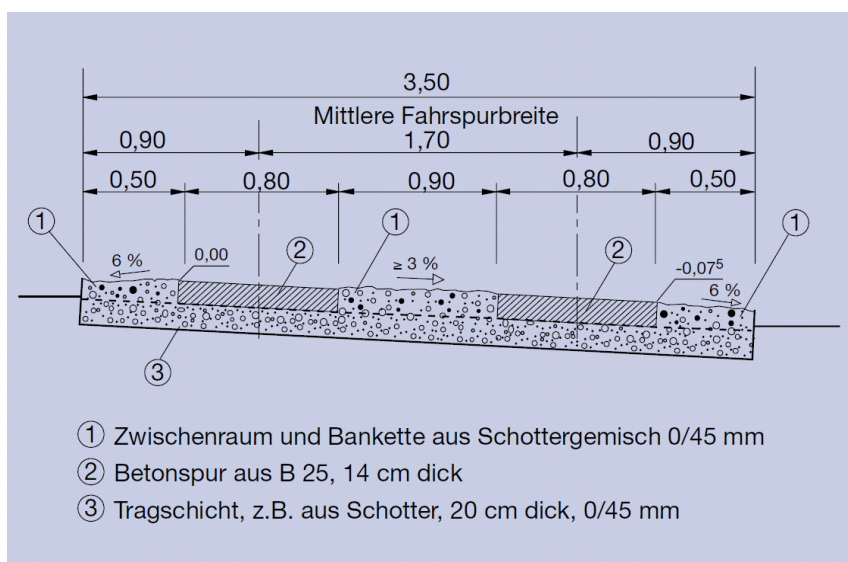 3,50
Mittlere Fahrspurbreite
0,90 1,70 0,90
0,50 0,80 0,90 0,80 0,50
1 1 1
6 % 0,00 2 ≥ 3 % 2 -0,07⁵
6 %
3
1 Zwischenraum und Bankette aus Schottergemisch 0/45 mm
2 Betonspur aus B 25, 14 cm dick
3 Tragschicht, z.B. aus Schotter, 20 cm dick, 0/45 mm